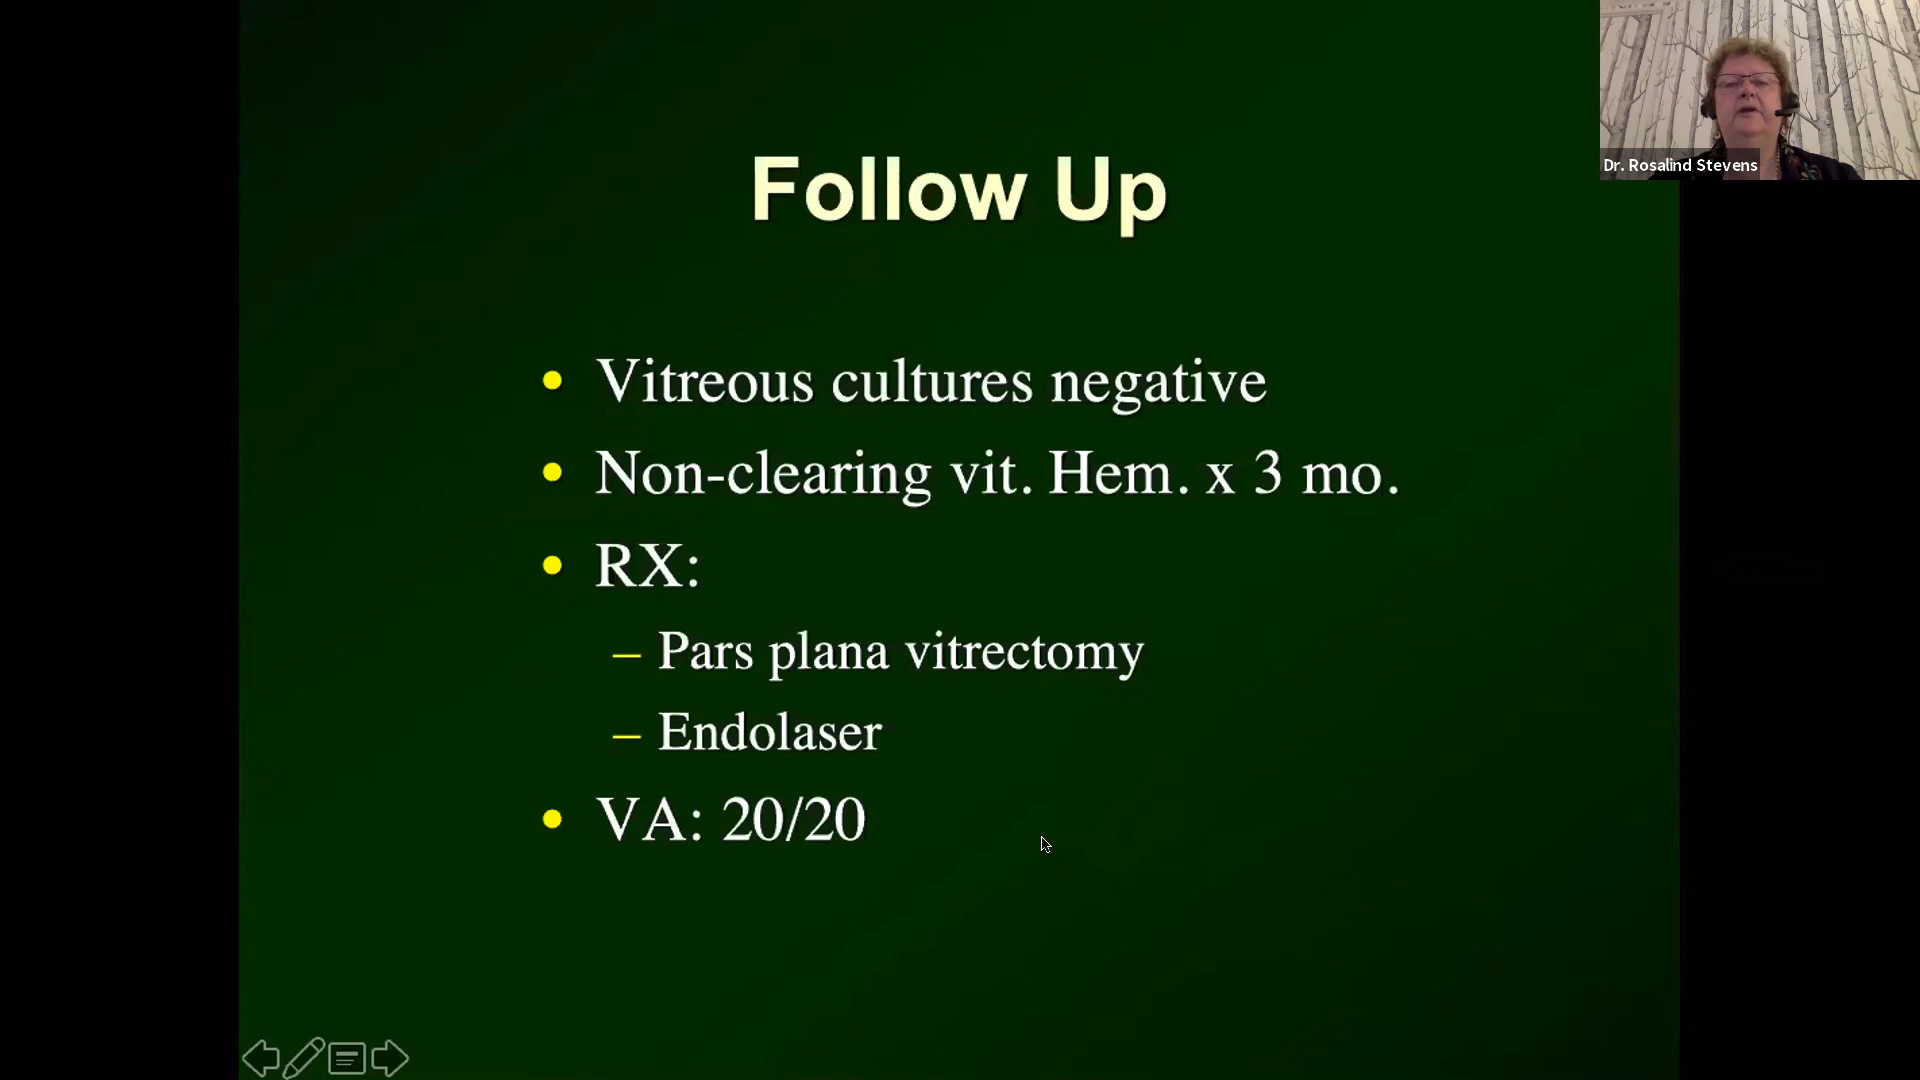 Follow Up
Vitreous cultures negative
Non-clearing vit. Hem. x 3 mo.
RX:
– Pars plana vitrectomy
– Endolaser
VA: 20/20
Dr. Rosalind Stevens